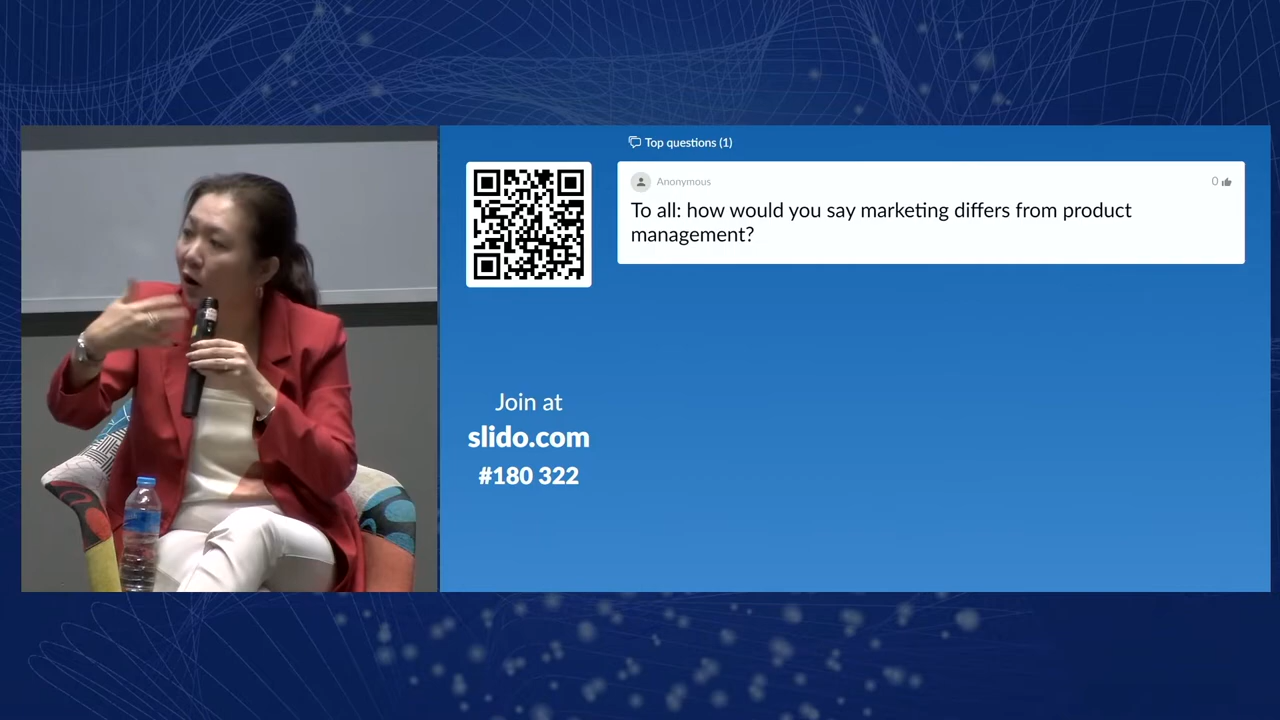 Top questions (1)
Anonymous
0
To all: how would you say marketing differs from product
management?
Join at
slido.com
#180 322